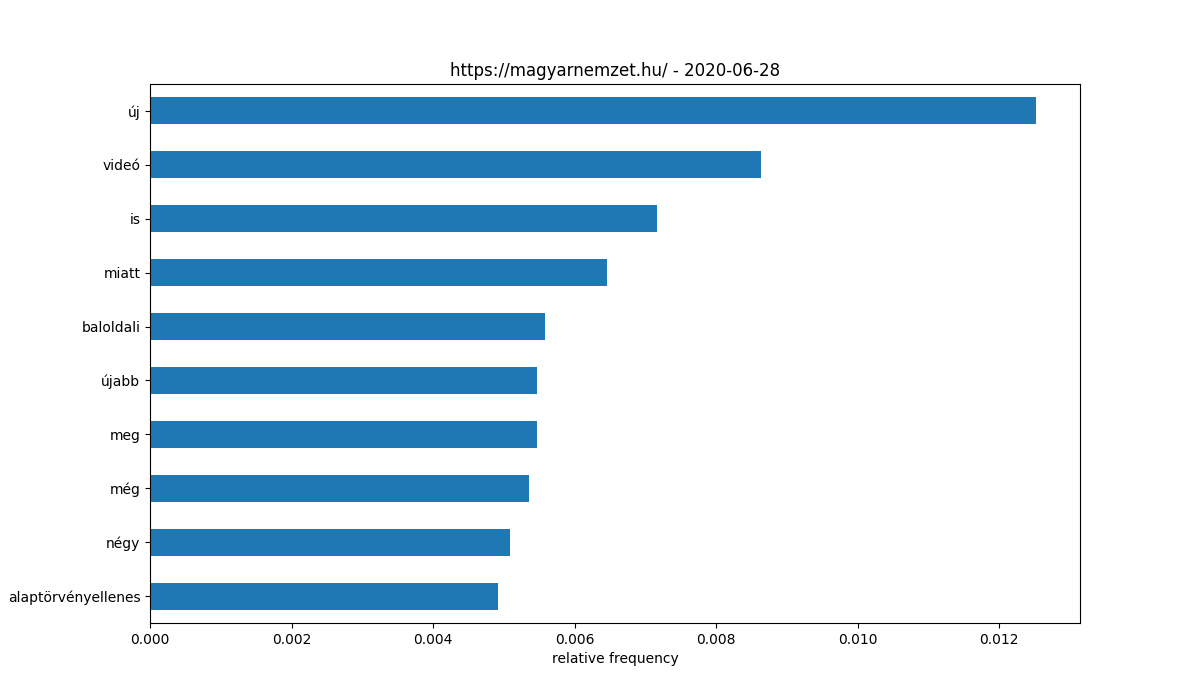 https://magyarnemzet.hu/ - 2020-06-28
új
videó
is
miatt
baloldali
újabb
meg
még
négy
alaptörvényellenes
0.000 0.002 0.004 0.006 0.008 0.010 0.012
relative frequency